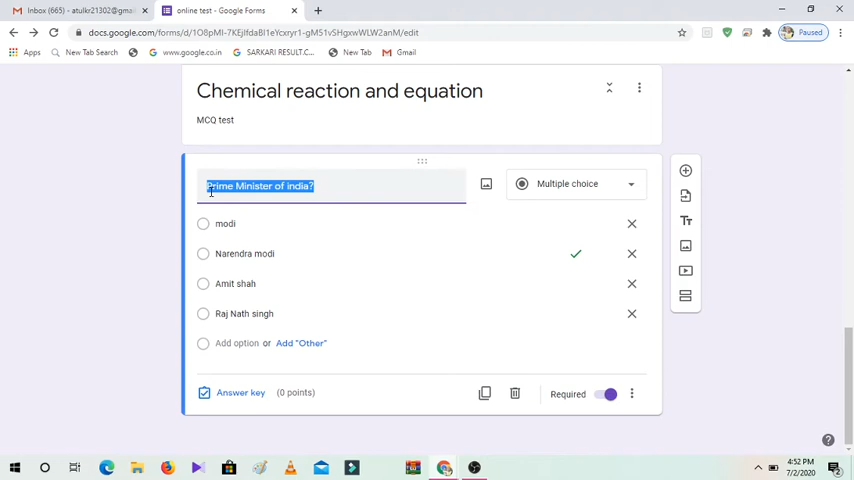 Inbox (665) - atulkr21302@gmail
online test - Google Forms
docs.google.com/forms/d/1O8pMl-7KEjIfdaBl1eYcxryr1-gM51vSHgxwWLW2anM/edit
Paused
Apps
New Tab Search
www.google.co.in
SARKARI RESULT.C...
New Tab
Gmail
Chemical reaction and equation
MCQ test
Prime Minister of india?
Multiple choice
modi
Narendra modi
Amit shah
Raj Nath singh
Add option or Add "Other"
Answer key (0 points)
Required
4:52 PM
7/2/2020